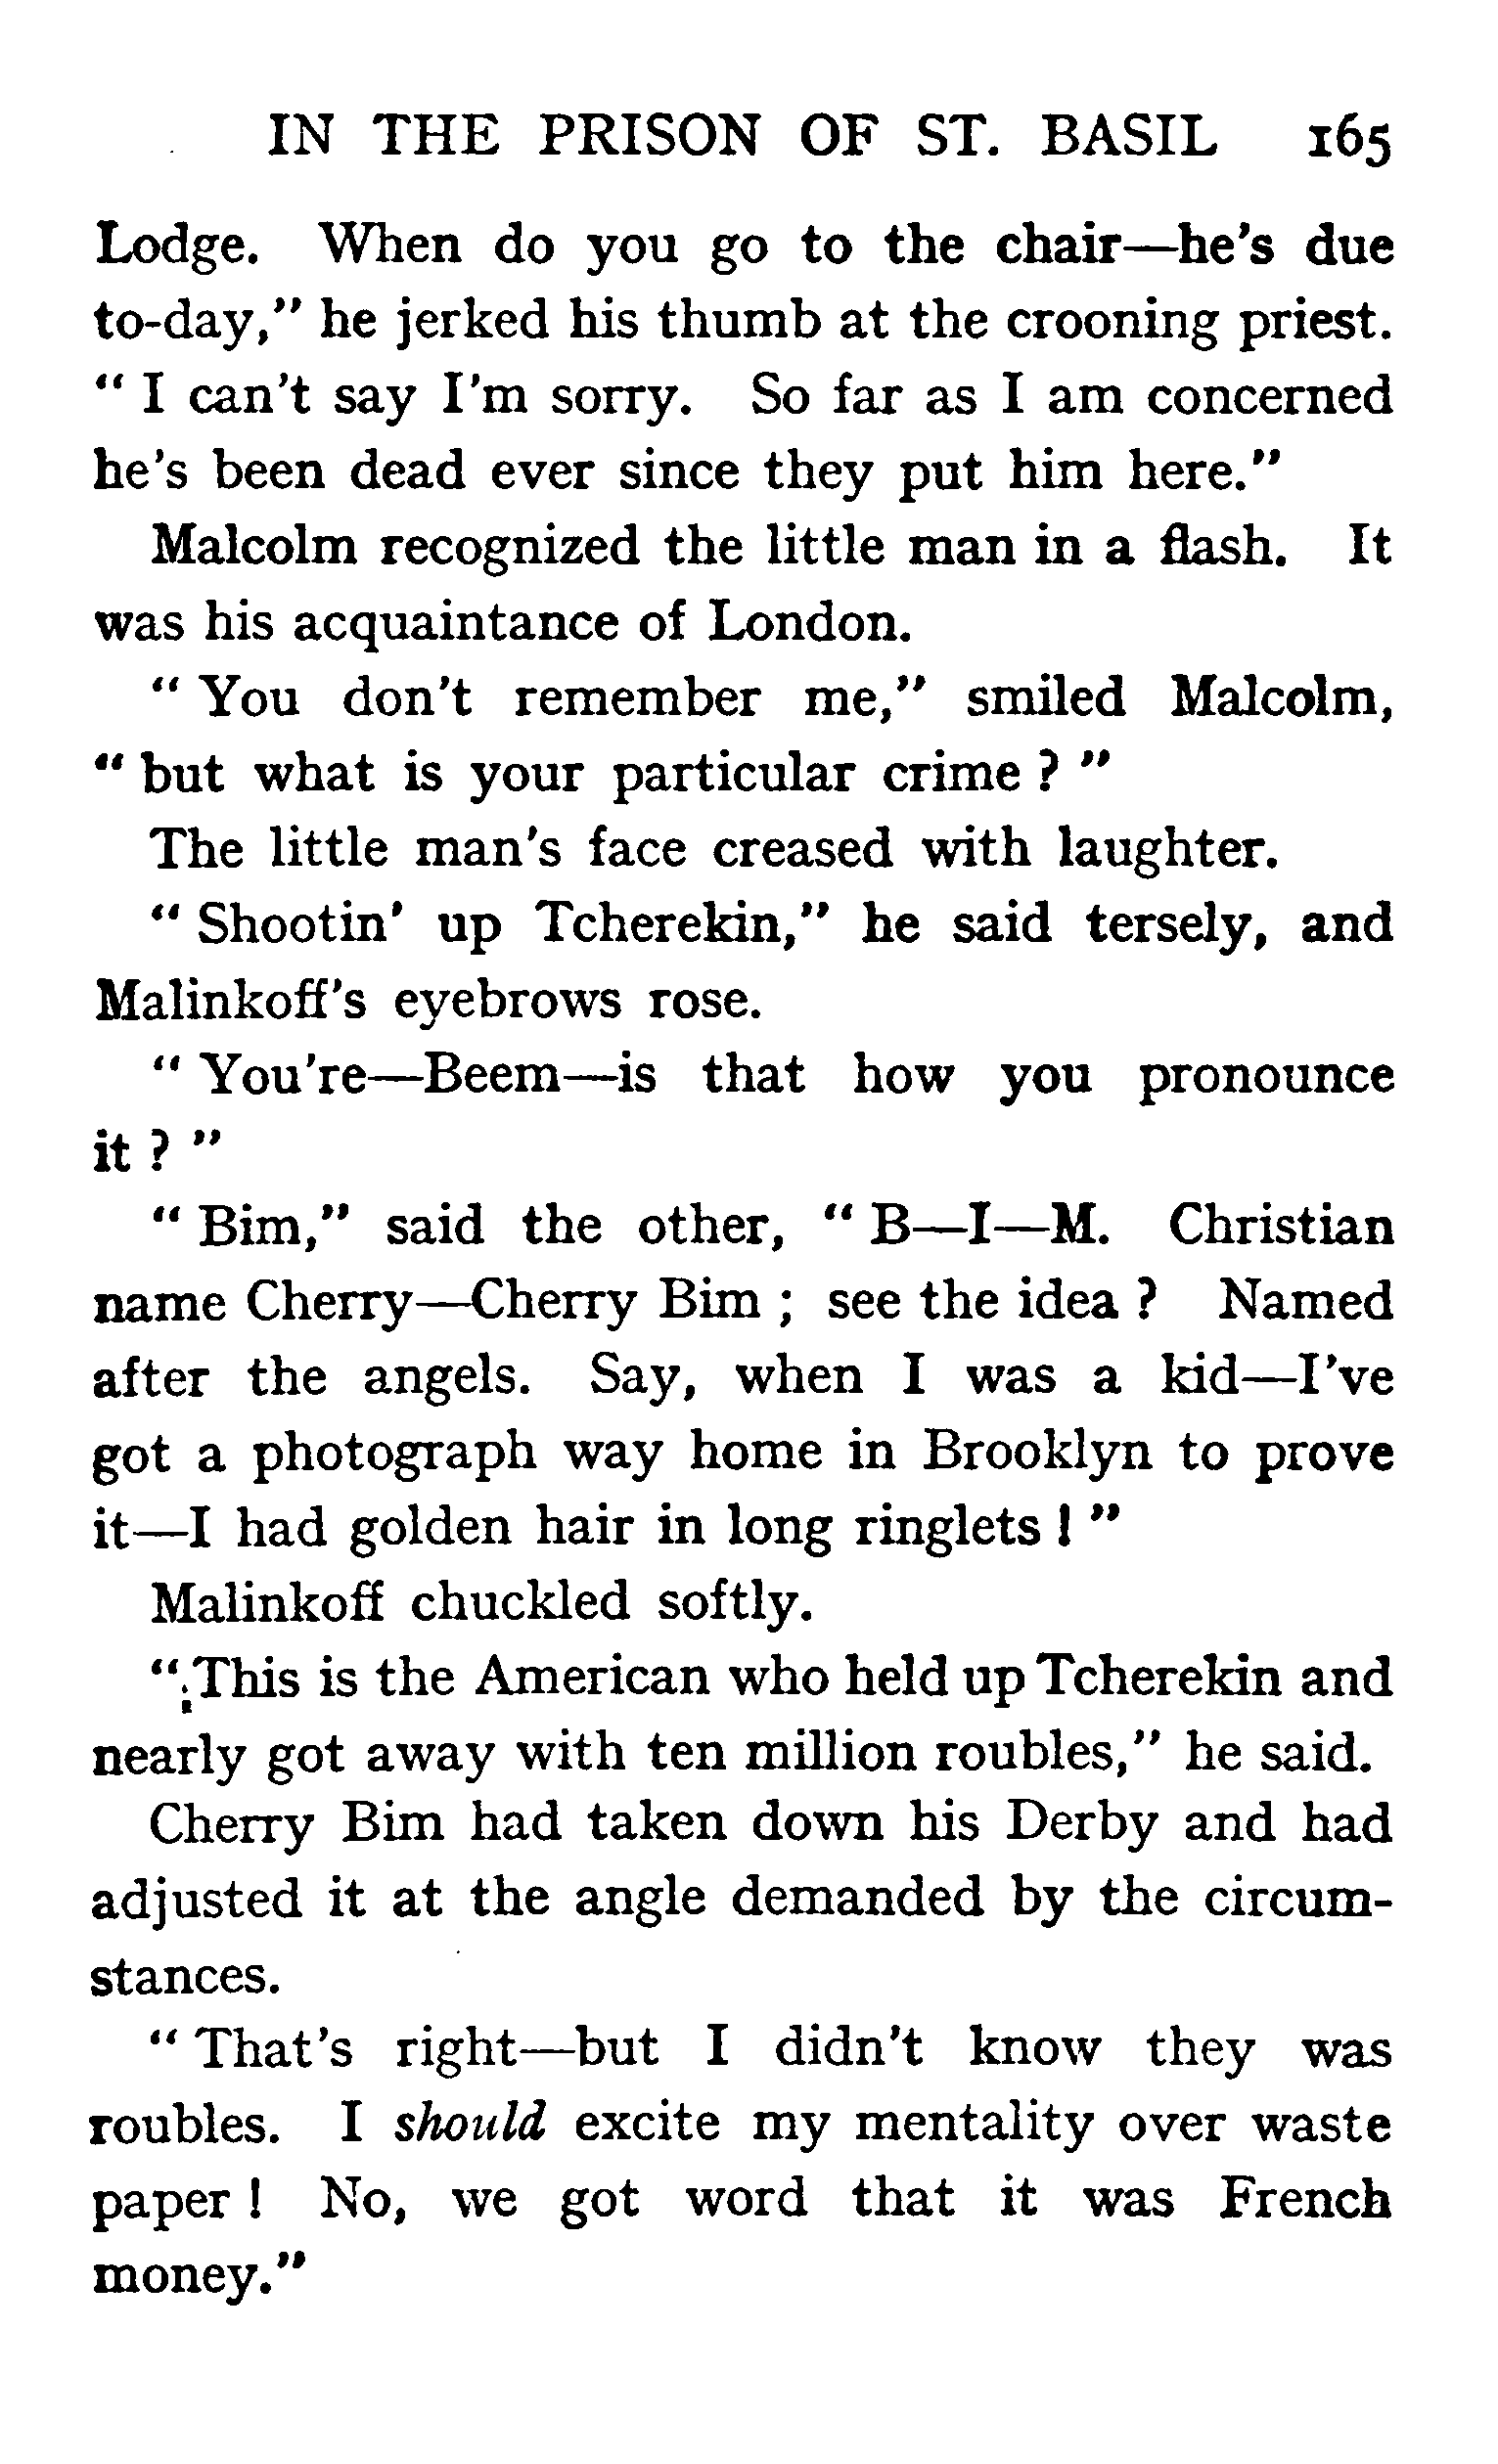 IN THE PRISON OF ST. BASIL 165
Lodge. When do you go to the chair—he's due
to-day," he jerked his thumb at the crooning priest.
" I can't say I'm sorry. So far as I am concerned
he's been dead ever since they put him here."
Malcolm recognized the little man in a flash. It
was his acquaintance of London.
" You don't remember me," smiled Malcolm,
" but what is your particular crime ? "
The little man's face creased with laughter.
" Shootin' up Tcherekin," he said tersely, and
Malinkoff's eyebrows rose.
" You're—Beem—is that how you pronounce
it ? "
" Bim," said the other, " B—I—M. Christian
name Cherry—Cherry Bim ; see the idea ? Named
after the angels. Say, when I was a kid—I've
got a photograph way home in Brooklyn to prove
it—I had golden hair in long ringlets ! "
Malinkoff chuckled softly.
" This is the American who held up Tcherekin and
nearly got away with ten million roubles," he said.
Cherry Bim had taken down his Derby and had
adjusted it at the angle demanded by the circum-
stances.
" That's right—but I didn't know they was
roubles. I should excite my mentality over waste
paper ! No, we got word that it was French
money."